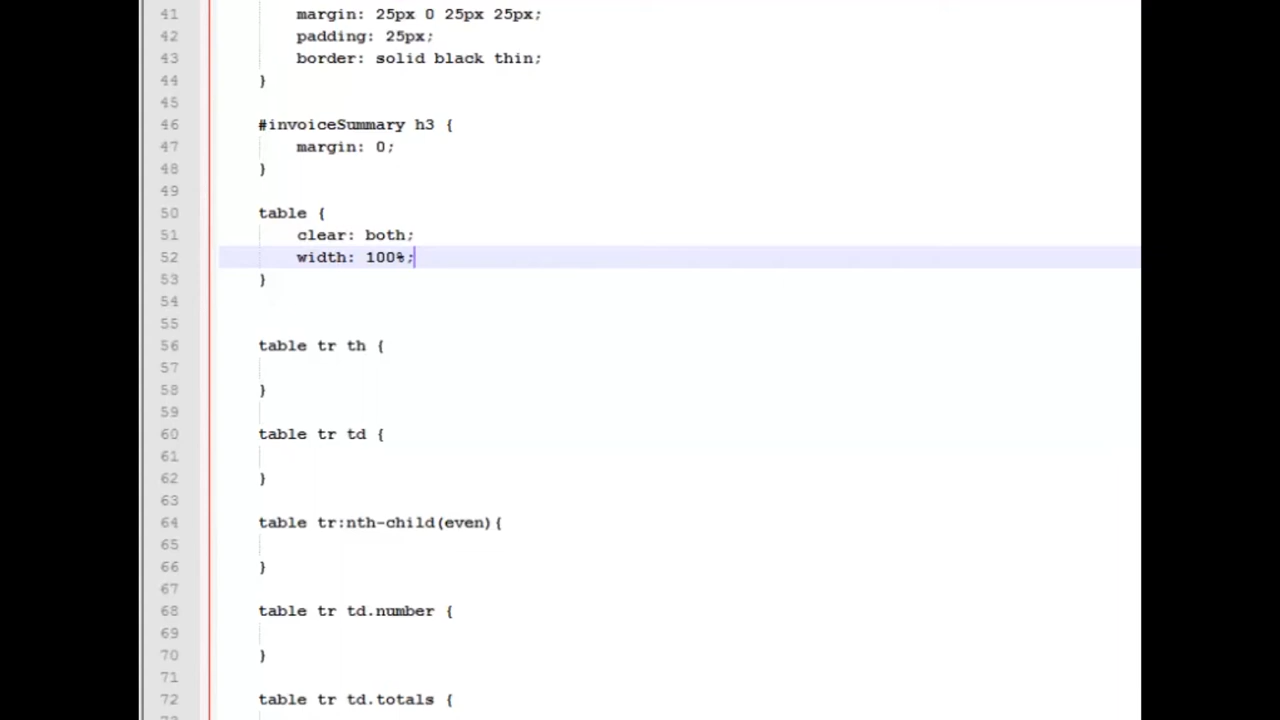 41 margin: 25px 0 25px 25px;
42 padding: 25px;
43 border: solid black thin;
44 }
45
46 #invoiceSummary h3 {
47 margin: 0;
48 }
49
50 table {
51 clear: both;
52 width: 100%;
53 }
54
55
56 table tr th {
57
58 }
59
60 table tr td {
61
62 }
63
64 table tr:nth-child(even){
65
66 }
67
68 table tr td.number {
69
70 }
71
72 table tr td.totals {